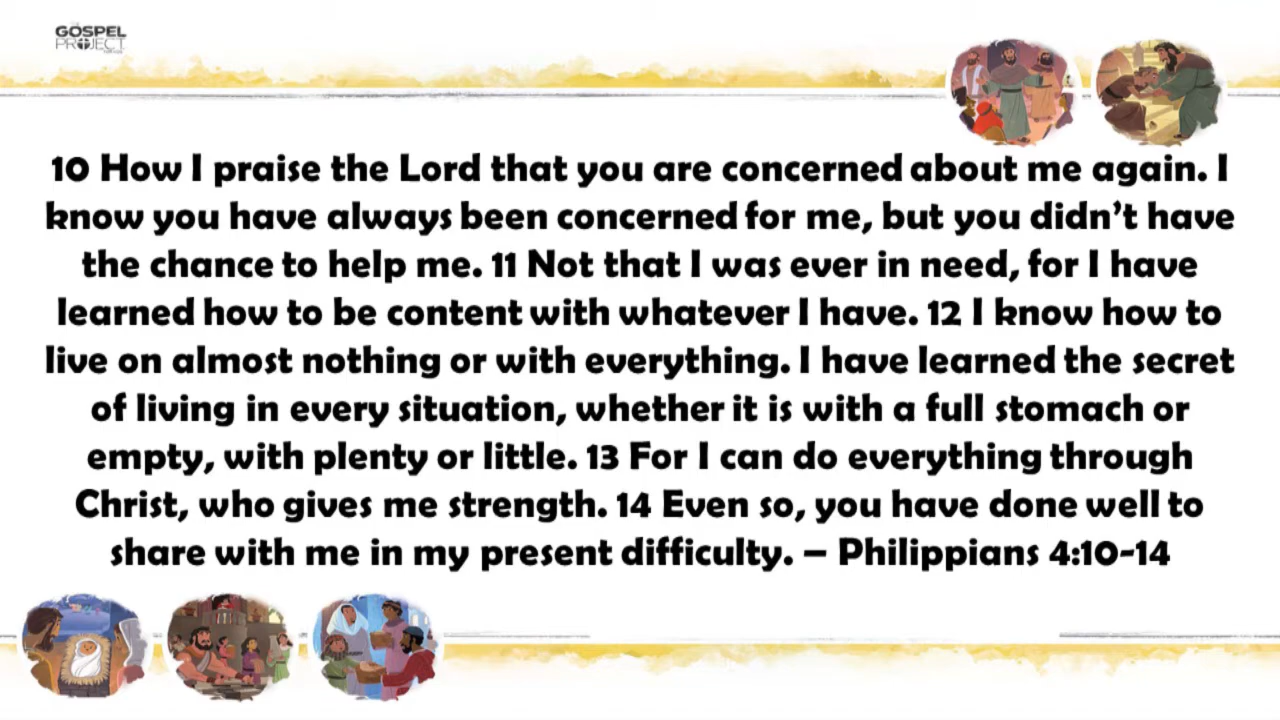 GOSPEL
PROJECT
10 How I praise the Lord that you are concerned about me again. I
know you have always been concerned for me, but you didn’t have
the chance to help me. 11 Not that I was ever in need, for I have
learned how to be content with whatever I have. 12 I know how to
live on almost nothing or with everything. I have learned the secret
of living in every situation, whether it is with a full stomach or
empty, with plenty or little. 13 For I can do everything through
Christ, who gives me strength. 14 Even so, you have done well to
share with me in my present difficulty. – Philippians 4:10-14